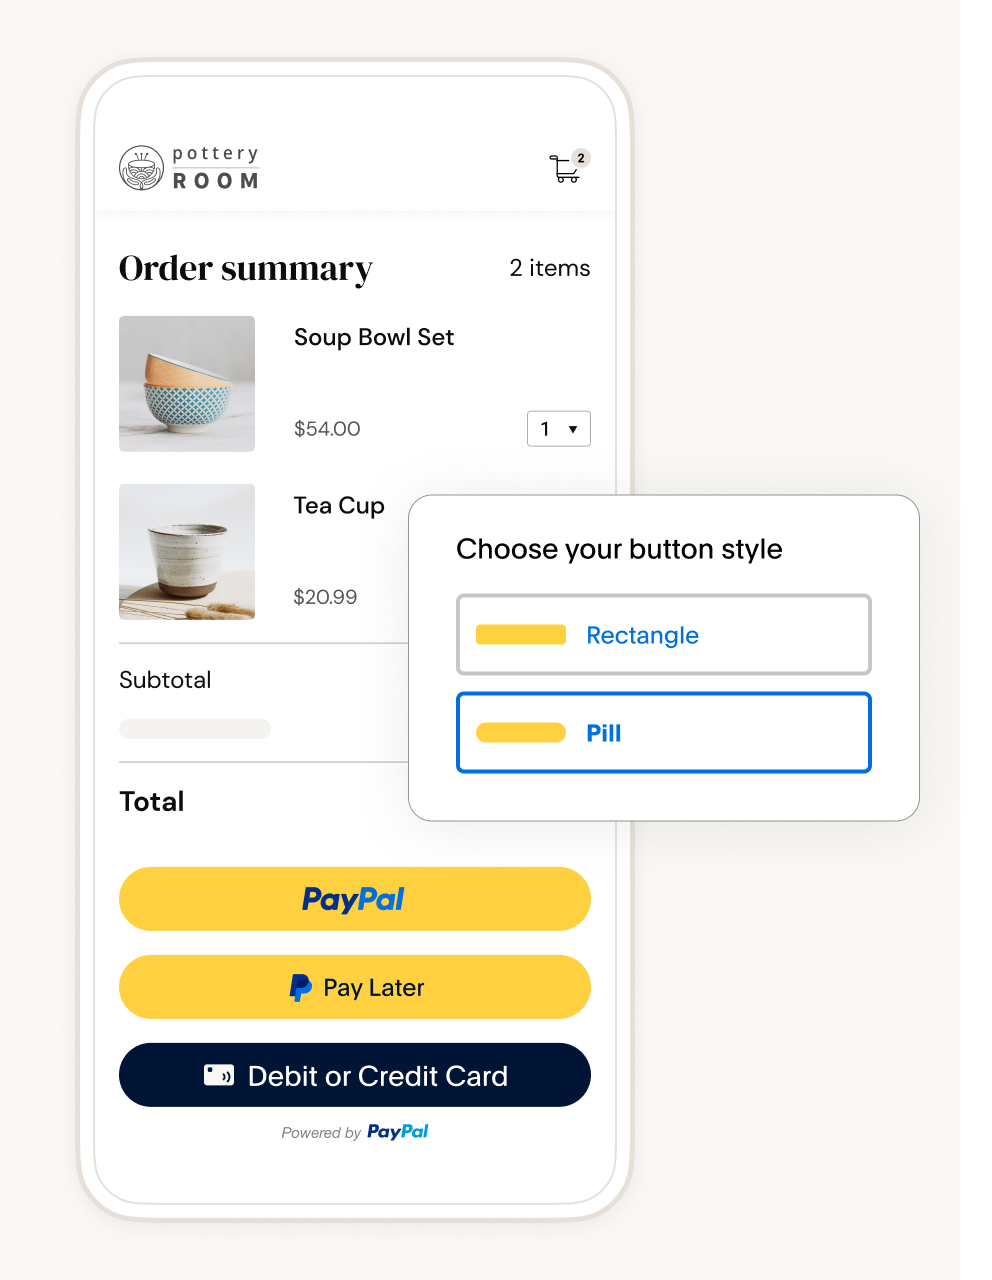 pottery
ROOM
2
Order summary
2 items
Soup Bowl Set
$54.00
1
Tea Cup
$20.99
Choose your button style
Rectangle
Pill
Subtotal
Total
PayPal
Pay Later
Debit or Credit Card
Powered by PayPal